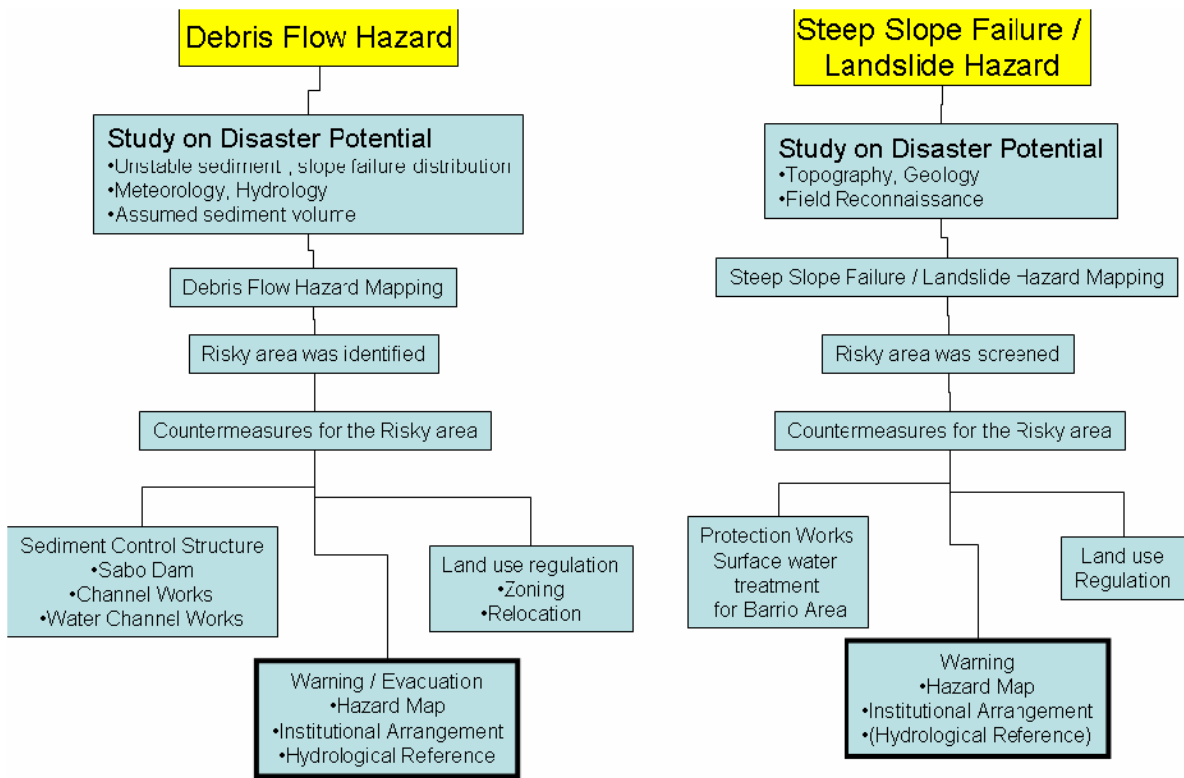 Debris Flow Hazard
Study on Disaster Potential
•Unstable sediment , slope failure distribution
•Meteorology, Hydrology
•Assumed sediment volume
Debris Flow Hazard Mapping
Risky area was identified
Countermeasures for the Risky area
Sediment Control Structure
•Sabo Dam
•Channel Works
•Water Channel Works
Land use regulation
•Zoning
•Relocation
Warning / Evacuation
•Hazard Map
•Institutional Arrangement
•Hydrological Reference
Steep Slope Failure /
Landslide Hazard
Study on Disaster Potential
•Topography, Geology
•Field Reconnaissance
Steep Slope Failure / Landslide Hazard Mapping
Risky area was screened
Countermeasures for the Risky area
Protection Works
Surface water
treatment
for Barrio Area
Land use
Regulation
Warning
•Hazard Map
•Institutional Arrangement
•(Hydrological Reference)